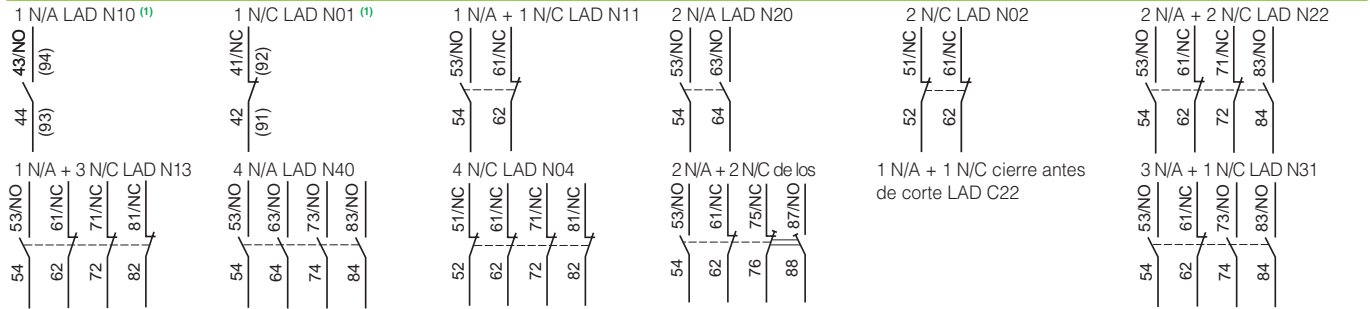 1 N/A LAD N10 (1)
43/NO
(94)
44
(93)
1 N/C LAD N01 (1)
41/NC
(92)
42
(91)
1 N/A + 1 N/C LAD N11
53/NO
61/NC
54
62
2 N/A LAD N20
53/NO
63/NO
54
64
2 N/C LAD N02
51/NC
61/NC
52
62
2 N/A + 2 N/C LAD N22
53/NO
61/NC
71/NC
83/NO
54
62
72
84
1 N/A + 3 N/C LAD N13
53/NO
61/NC
71/NC
81/NC
54
62
72
82
4 N/A LAD N40
53/NO
63/NO
73/NO
83/NO
54
64
74
84
4 N/C LAD N04
51/NC
61/NC
71/NC
81/NC
52
62
72
82
2 N/A + 2 N/C de los
53/NO
61/NC
75/NC
87/NO
54
62
76
88
1 N/A + 1 N/C cierre antes
de corte LAD C22
3 N/A + 1 N/C LAD N31
53/NO
61/NC
73/NO
83/NO
54
62
74
84